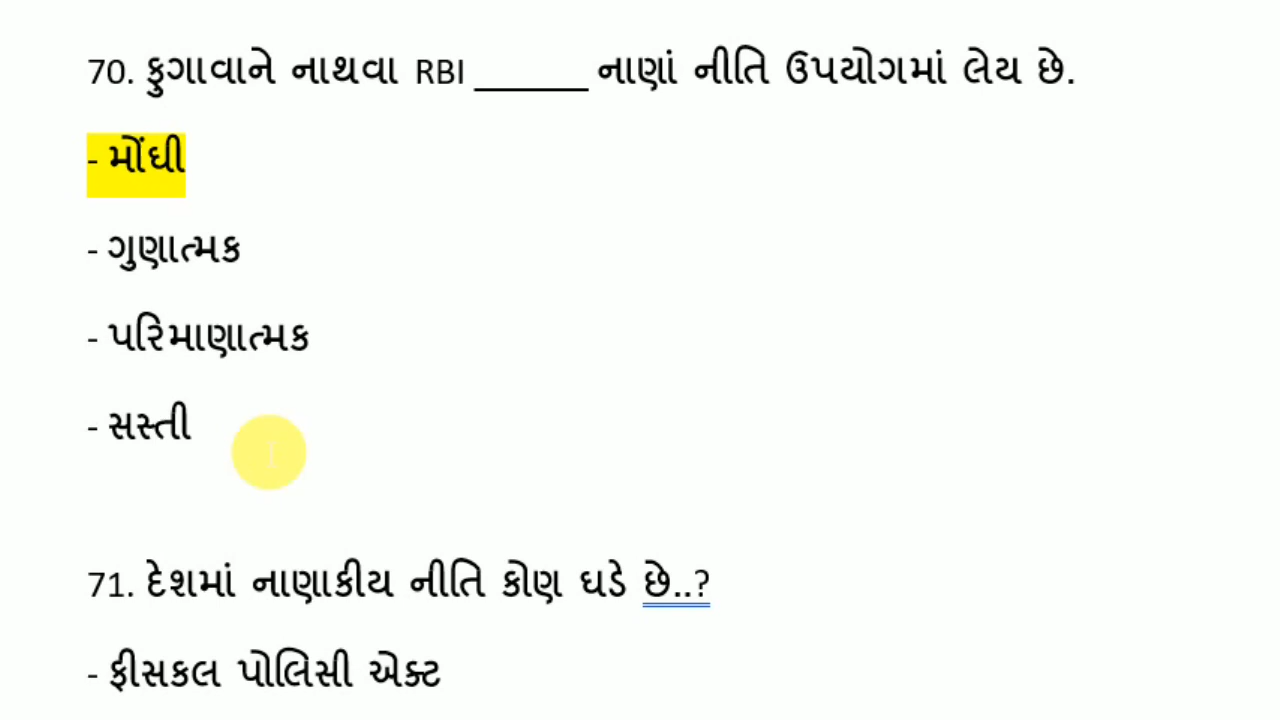 70. ફુગાવાને નાથવા RBI ______ નાણાં નીતિ ઉપયોગમાં લેય છે.
- મોંઘી
- ગુણાત્મક
- પરિમાણાત્મક
- સસ્તી
71. દેશમાં નાણાકીય નીતિ કોણ ઘડે છે..?
- ફીસકલ પોલિસી એક્ટ